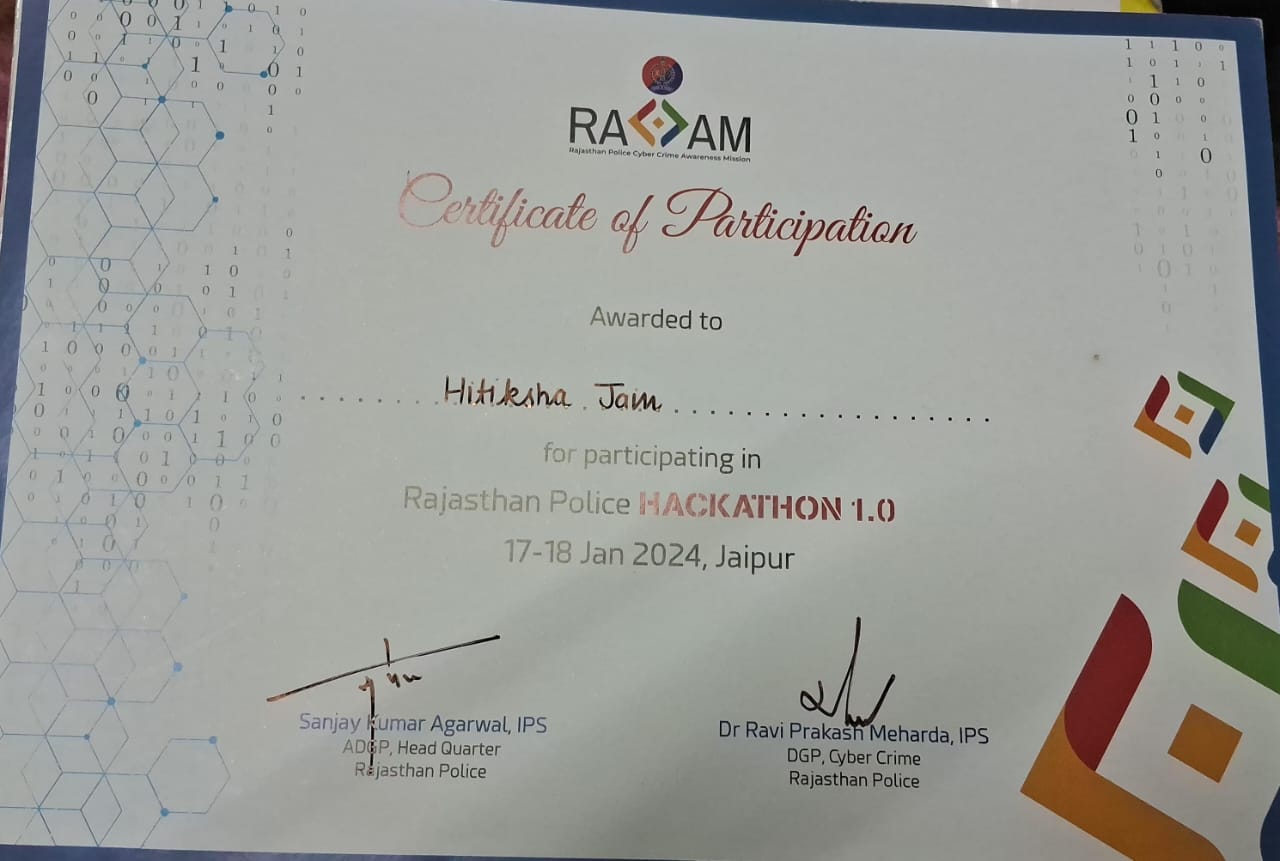 RA AM
Rajasthan Police Cyber Crime Awareness Mission
Certificate of Participation
Awarded to
Hitiksha Jain
for participating in
Rajasthan Police HACKATHON 1.0
17-18 Jan 2024, Jaipur
Sanjay Kumar Agarwal, IPS
ADGP, Head Quarter
Rajasthan Police
Dr Ravi Prakash Meharda, IPS
DGP, Cyber Crime
Rajasthan Police